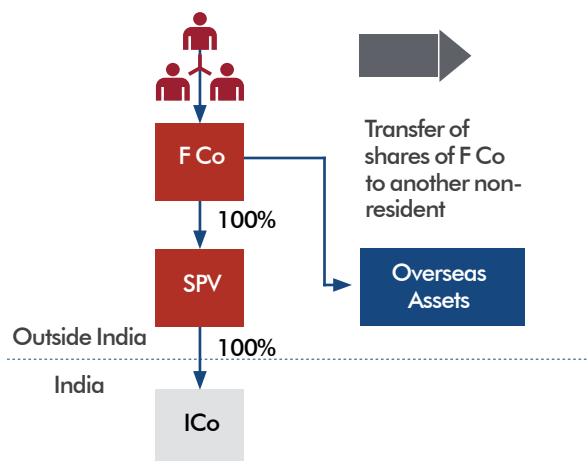 Transfer of
shares of F Co
to another non-
resident
F Co
100%
SPV
Overseas
Assets
Outside India
100%
India
ICo